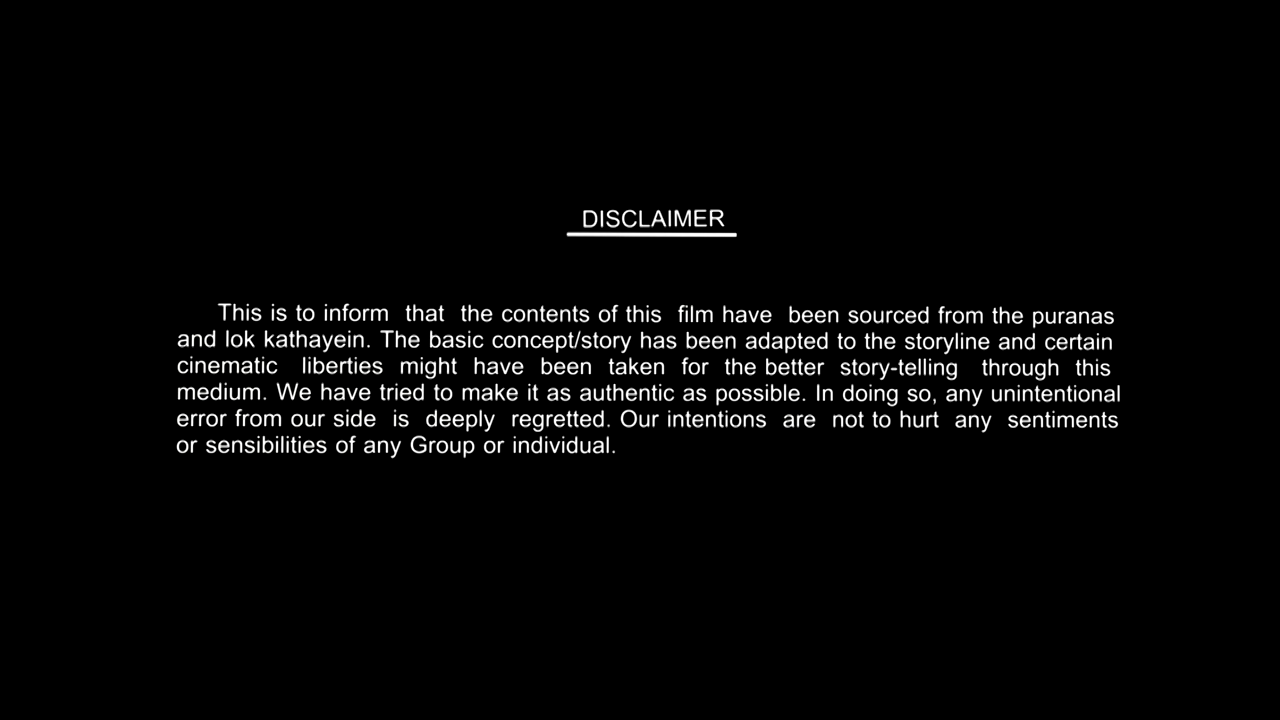 DISCLAIMER
This is to inform that the contents of this film have been sourced from the puranas
and lok kathayein. The basic concept/story has been adapted to the storyline and certain
cinematic liberties might have been taken for the better story-telling through this
medium. We have tried to make it as authentic as possible. In doing so, any unintentional
error from our side is deeply regretted. Our intentions are not to hurt any sentiments
or sensibilities of any Group or individual.